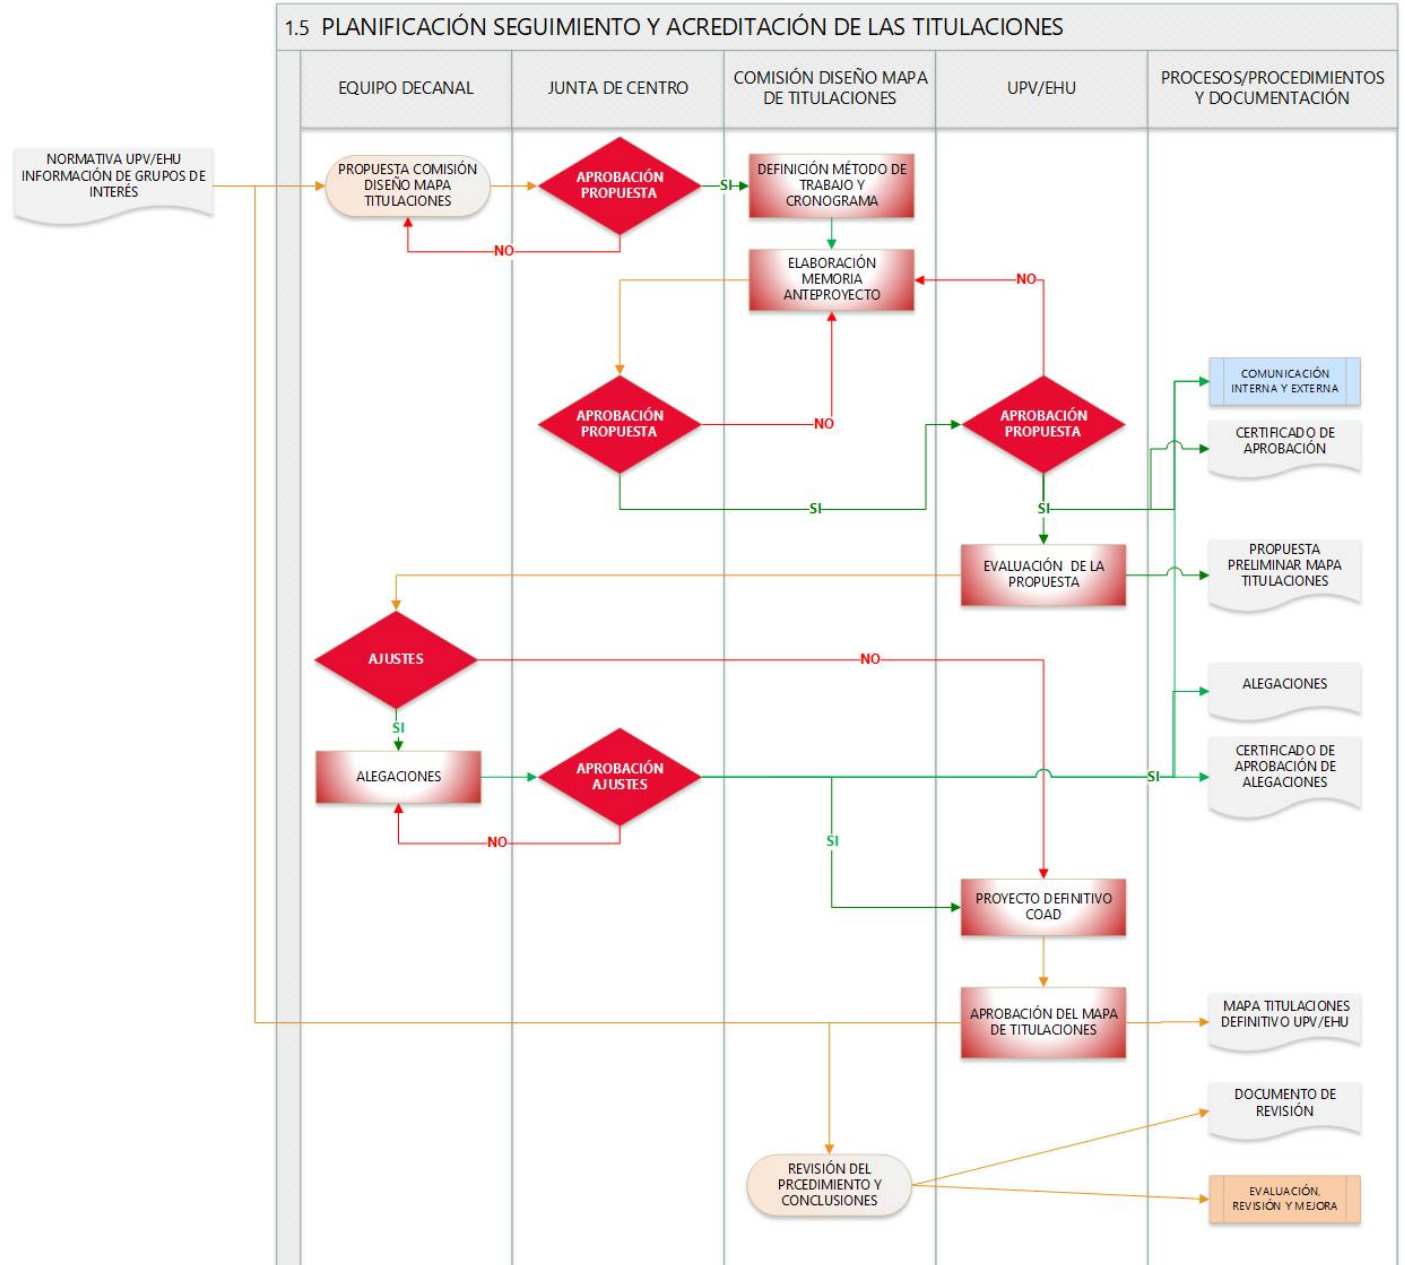 1.5 PLANIFICACIÓN SEGUIMIENTO Y ACREDITACIÓN DE LAS TITULACIONES
EQUIPO DECANAL
JUNTA DE CENTRO
COMISIÓN DISEÑO MAPA
DE TITULACIONES
UPV/EHU
PROCESOS/PROCEDIMIENTOS
Y DOCUMENTACIÓN
NORMATIVA UPV/EHU
INFORMACIÓN DE GRUPOS DE
INTERÉS
PROPUESTA COMISIÓN
DISEÑO MAPA
TITULACIONES
APROBACIÓN
PROPUESTA
SI
DEFINICIÓN MÉTODO DE
TRABAJO Y
CRONOGRAMA
NO
ELABORACIÓN
MEMORIA
ANTEPROYECTO
NO
COMUNICACIÓN
INTERNA Y EXTERNA
APROBACIÓN
PROPUESTA
NO
APROBACIÓN
PROPUESTA
CERTIFICADO DE
APROBACIÓN
SI
SI
EVALUACIÓN DE LA
PROPUESTA
PROPUESTA
PRELIMINAR MAPA
TITULACIONES
AJUSTES
NO
ALEGACIONES
SI
ALEGACIONES
APROBACIÓN
AJUSTES
SI
CERTIFICADO DE
APROBACIÓN DE
ALEGACIONES
NO
SI
PROYECTO DEFINITIVO
COAD
APROBACIÓN DEL MAPA
DE TITULACIONES
MAPA TITULACIONES
DEFINITIVO UPV/EHU
DOCUMENTO DE
REVISIÓN
REVISIÓN DEL
PRCEDIMIENTO Y
CONCLUSIONES
EVALUACIÓN,
REVISIÓN Y MEJORA